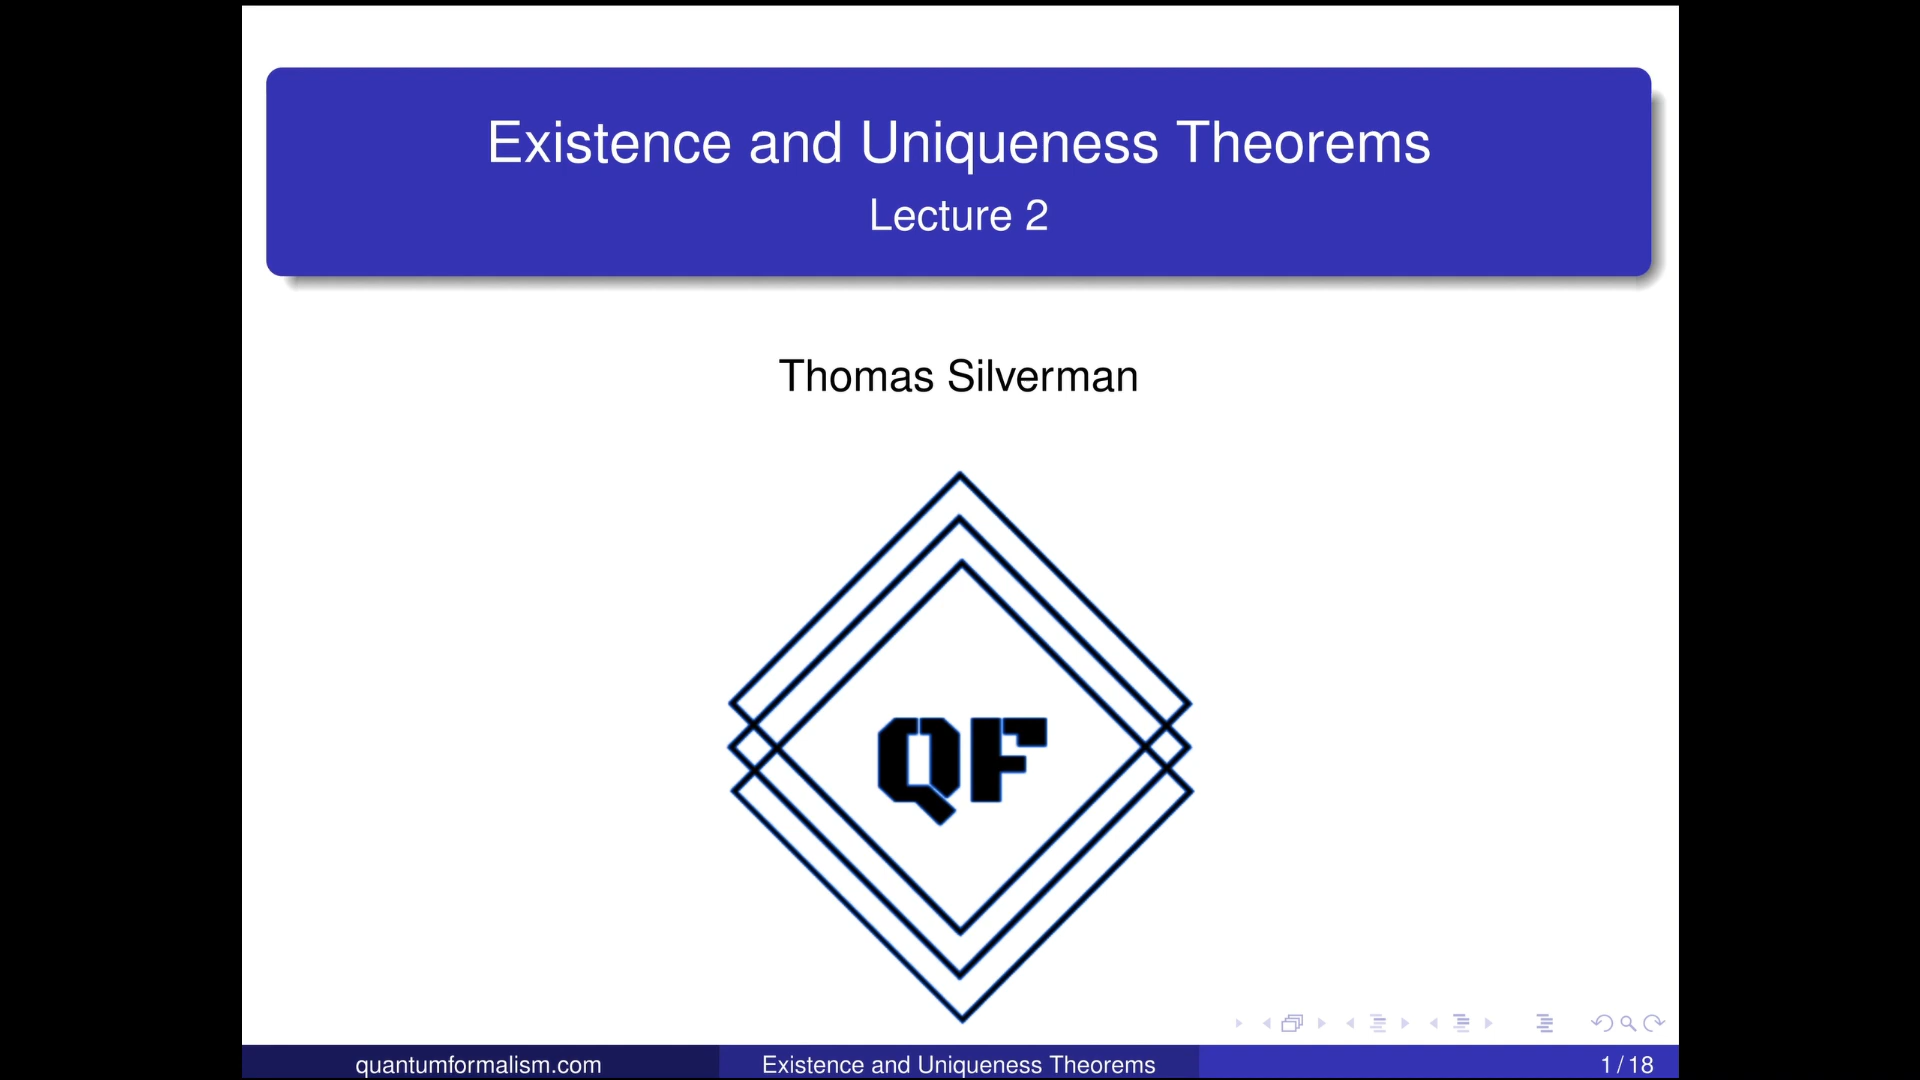 Existence and Uniqueness Theorems
Lecture 2
Thomas Silverman
QF
quantumformalism.com
Existence and Uniqueness Theorems
1 / 18